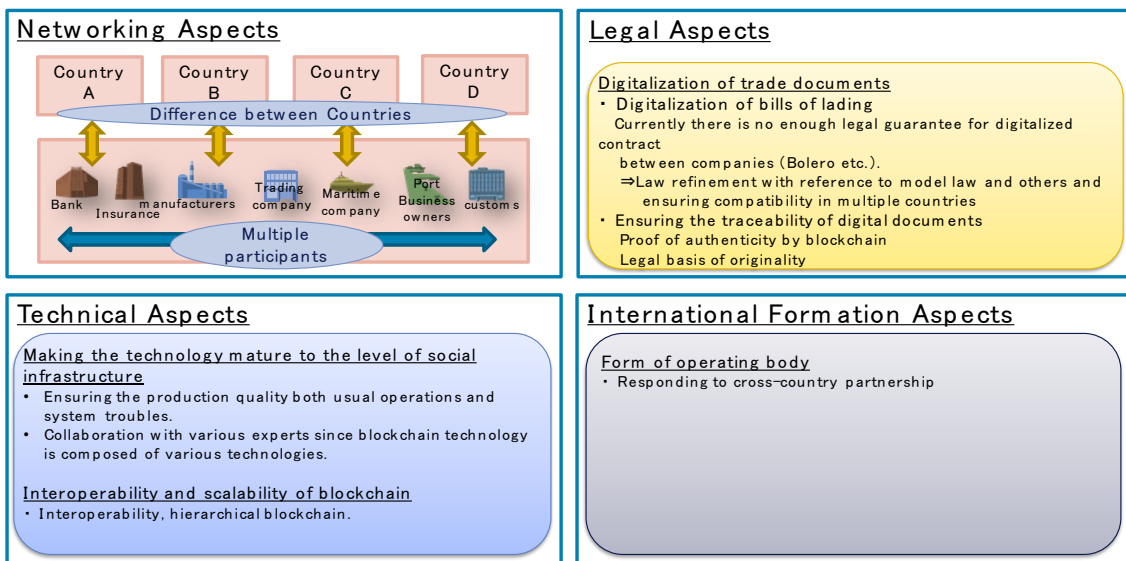 Networking Aspects
Country
A
Country
B
Country
C
Country
D
Difference between Countries
Bank
Insurance
manufacturers
Trading
company
Maritime
company
Port
Business
owners
customs
Multiple
participants
Legal Aspects
Digitalization of trade documents
・ Digitalization of bills of lading
Currently there is no enough legal guarantee for digitalized
contract
between companies (Bolero etc.).
⇒Law refinement with reference to model law and others and
ensuring compatibility in multiple countries
・ Ensuring the traceability of digital documents
Proof of authenticity by blockchain
Legal basis of originality
Technical Aspects
Making the technology mature to the level of social
infrastructure
• Ensuring the production quality both usual operations and
system troubles.
• Collaboration with various experts since blockchain technology
is composed of various technologies.
Interoperability and scalability of blockchain
・ Interoperability, hierarchical blockchain.
International Formation Aspects
Form of operating body
・ Responding to cross-country partnership